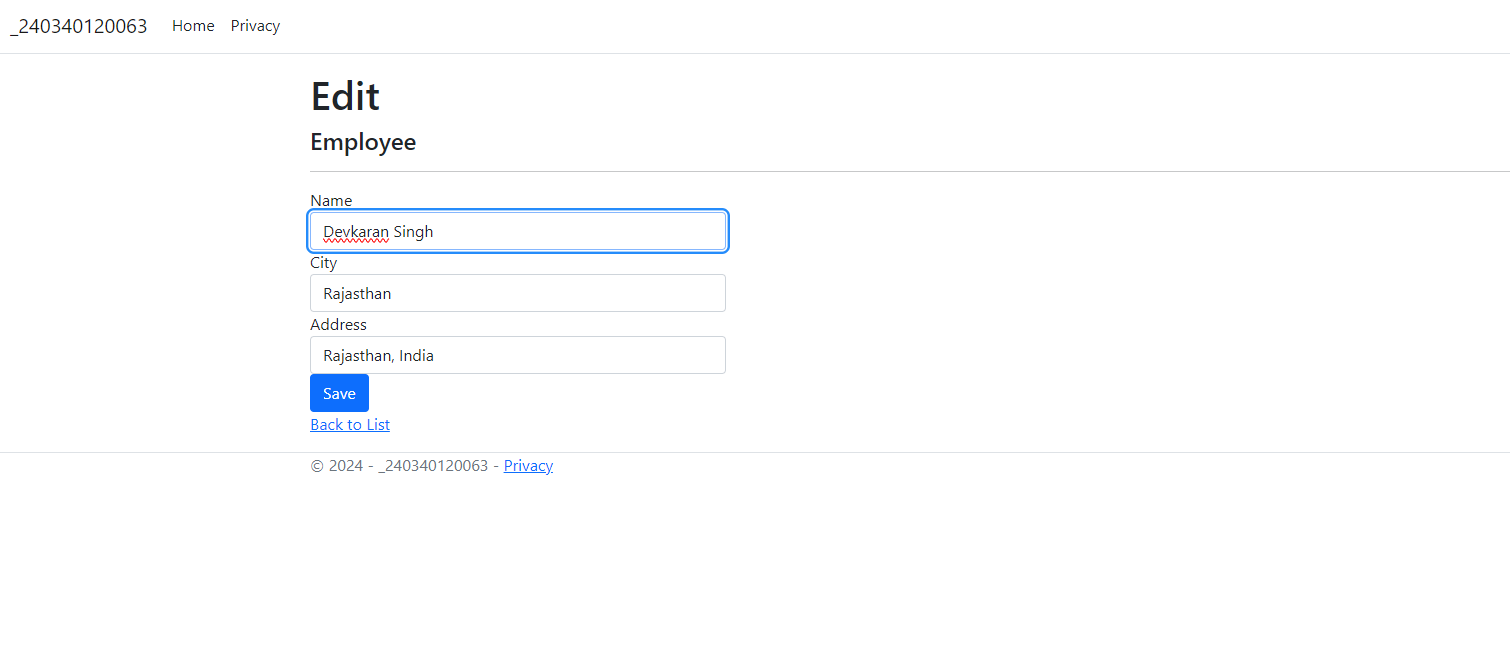 _240340120063 Home Privacy
Edit
Employee
Name
Devkaran Singh
City
Rajasthan
Address
Rajasthan, India
Save
Back to List
© 2024 - _240340120063 - Privacy